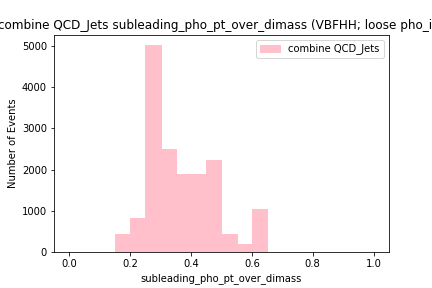 combine QCD_Jets subleading_pho_pt_over_dimass (VBFHH; loose pho_i
combine QCD_Jets
Number of Events
5000
4000
3000
2000
1000
0
0.0 0.2 0.4 0.6 0.8 1.0
subleading_pho_pt_over_dimass